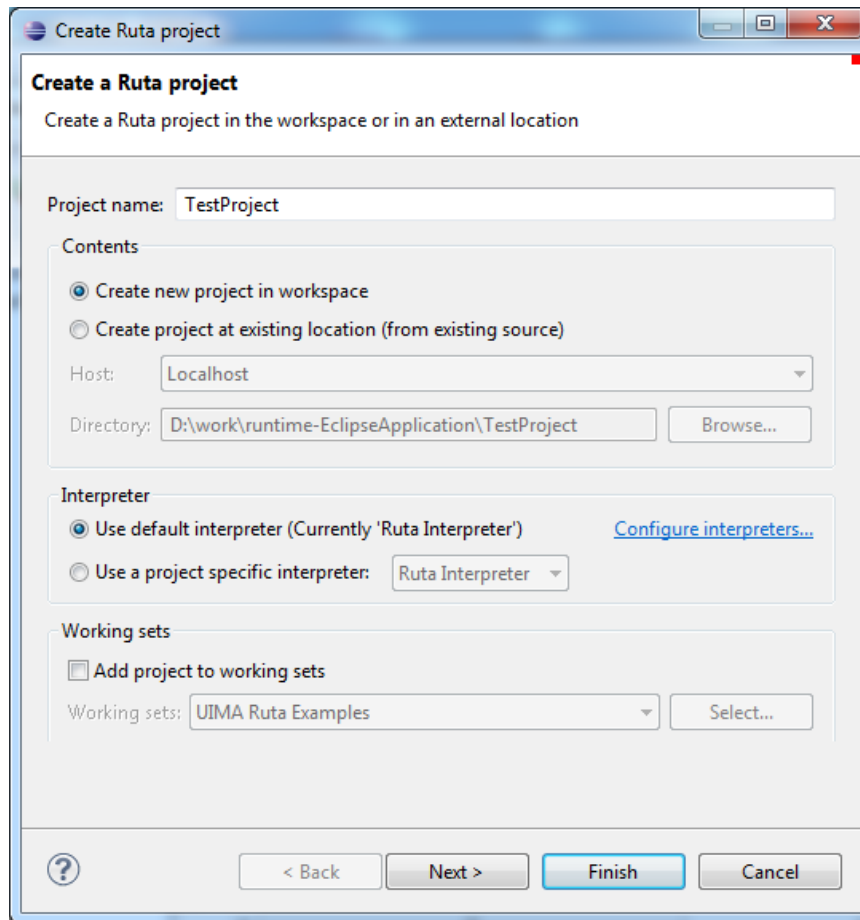 Create Ruta project
Create a Ruta project
Create a Ruta project in the workspace or in an external location
Project name: TestProject
Contents
Create new project in workspace
Create project at existing location (from existing source)
Host: Localhost
Directory: D:\work\runtime-EclipseApplication\TestProject Browse...
Interpreter
Use default interpreter (Currently 'Ruta Interpreter') Configure interpreters...
Use a project specific interpreter: Ruta Interpreter
Working sets
Add project to working sets
Working sets: UIMA Ruta Examples Select...
? < Back Next > Finish Cancel